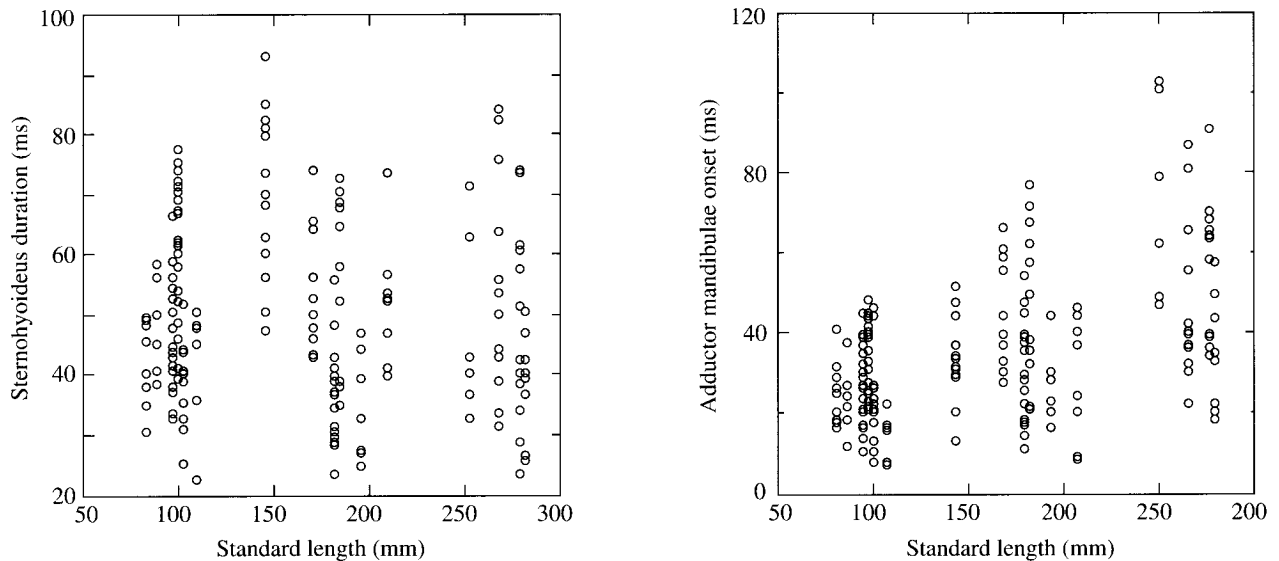 100
80
60
40
20
Sternohyoideus duration (ms)
50 100 150 200 250 300
Standard length (mm)
120
80
40
0
Adductor mandibulae onset (ms)
50 100 150 200 250 200
Standard length (mm)